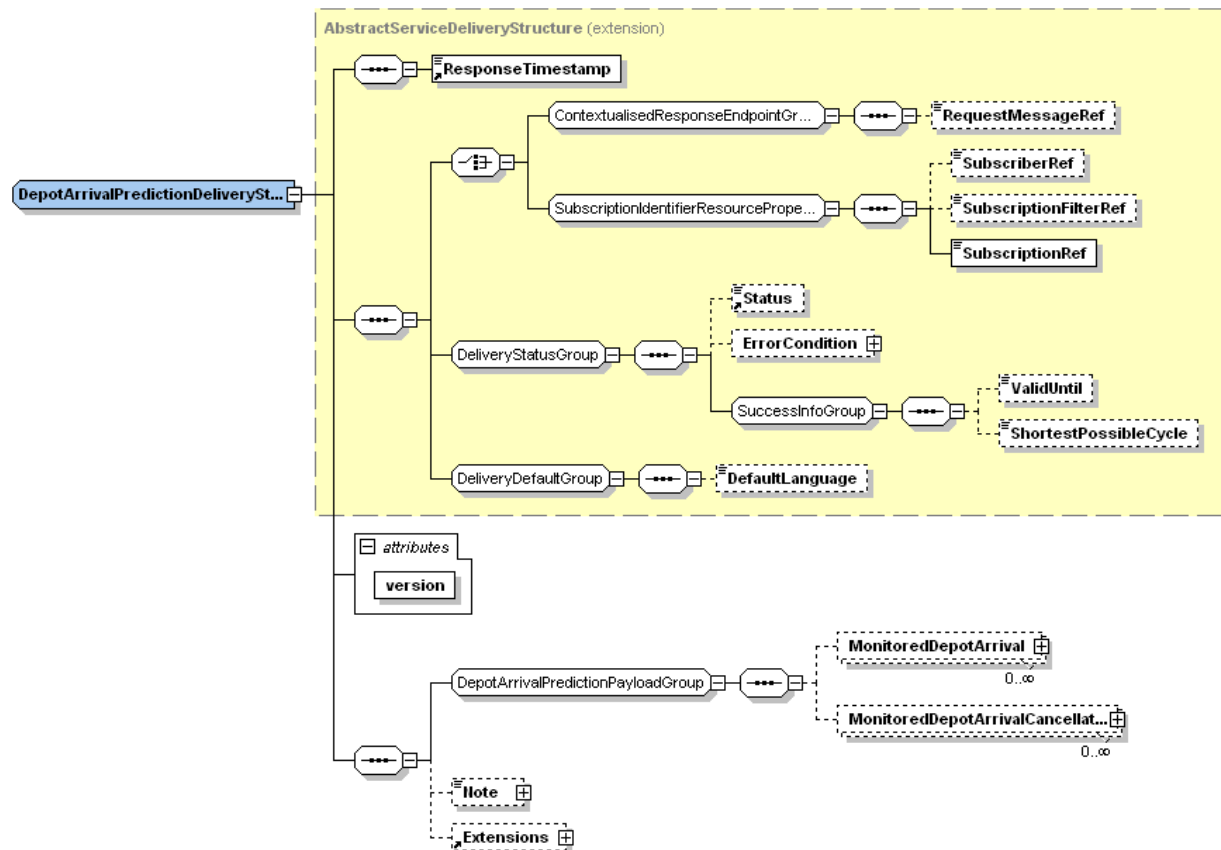 AbstractServiceDeliveryStructure (extension)
ResponseTimestamp
ContextualisedResponseEndpointGr...
RequestMessageRef
SubscriberRef
DepotArrivalPredictionDeliverySt...
SubscriptionIdentifierResourcePrope...
SubscriptionFilterRef
SubscriptionRef
Status
ErrorCondition
DeliveryStatusGroup
ValidUntil
SuccessInfoGroup
ShortestPossibleCycle
DeliveryDefaultGroup
DefaultLanguage
attributes
version
MonitoredDepotArrival
0..∞
DepotArrivalPredictionPayloadGroup
MonitoredDepotArrivalCancellat...
0..∞
Note
Extensions